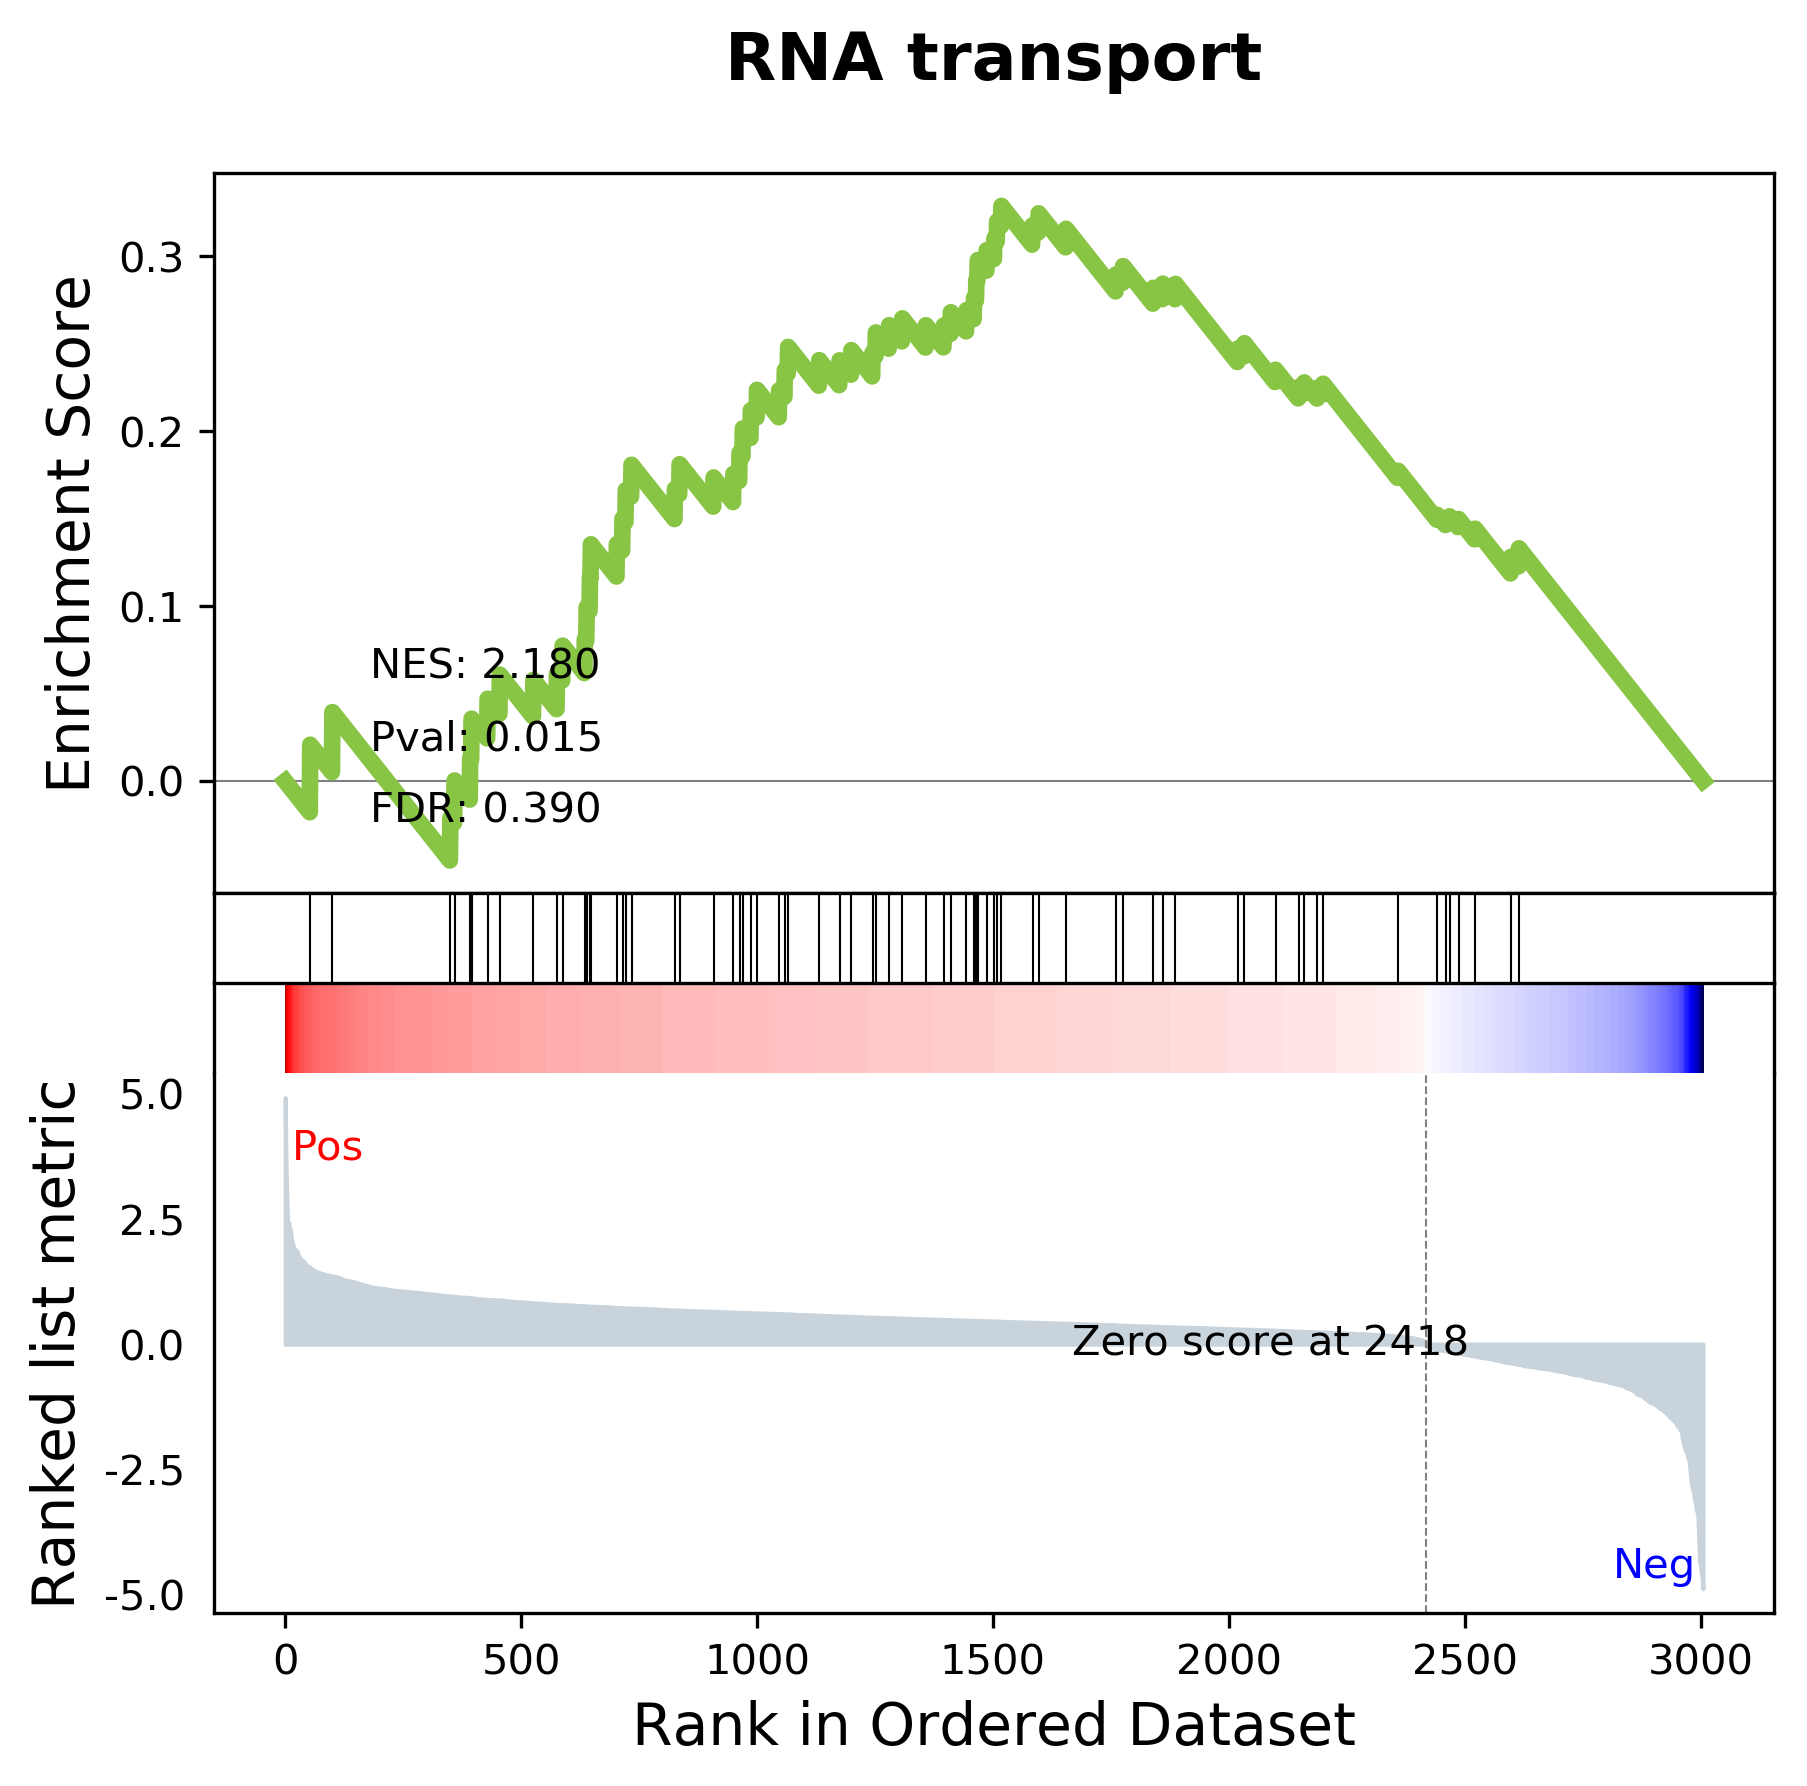 RNA transport
Enrichment Score
0.3
0.2
0.1
0.0
NES: 2.180
Pval: 0.015
FDR: 0.390
Ranked list metric
5.0
2.5
0.0
-2.5
-5.0
Pos
Zero score at 2418
Neg
0 500 1000 1500 2000 2500 3000
Rank in Ordered Dataset